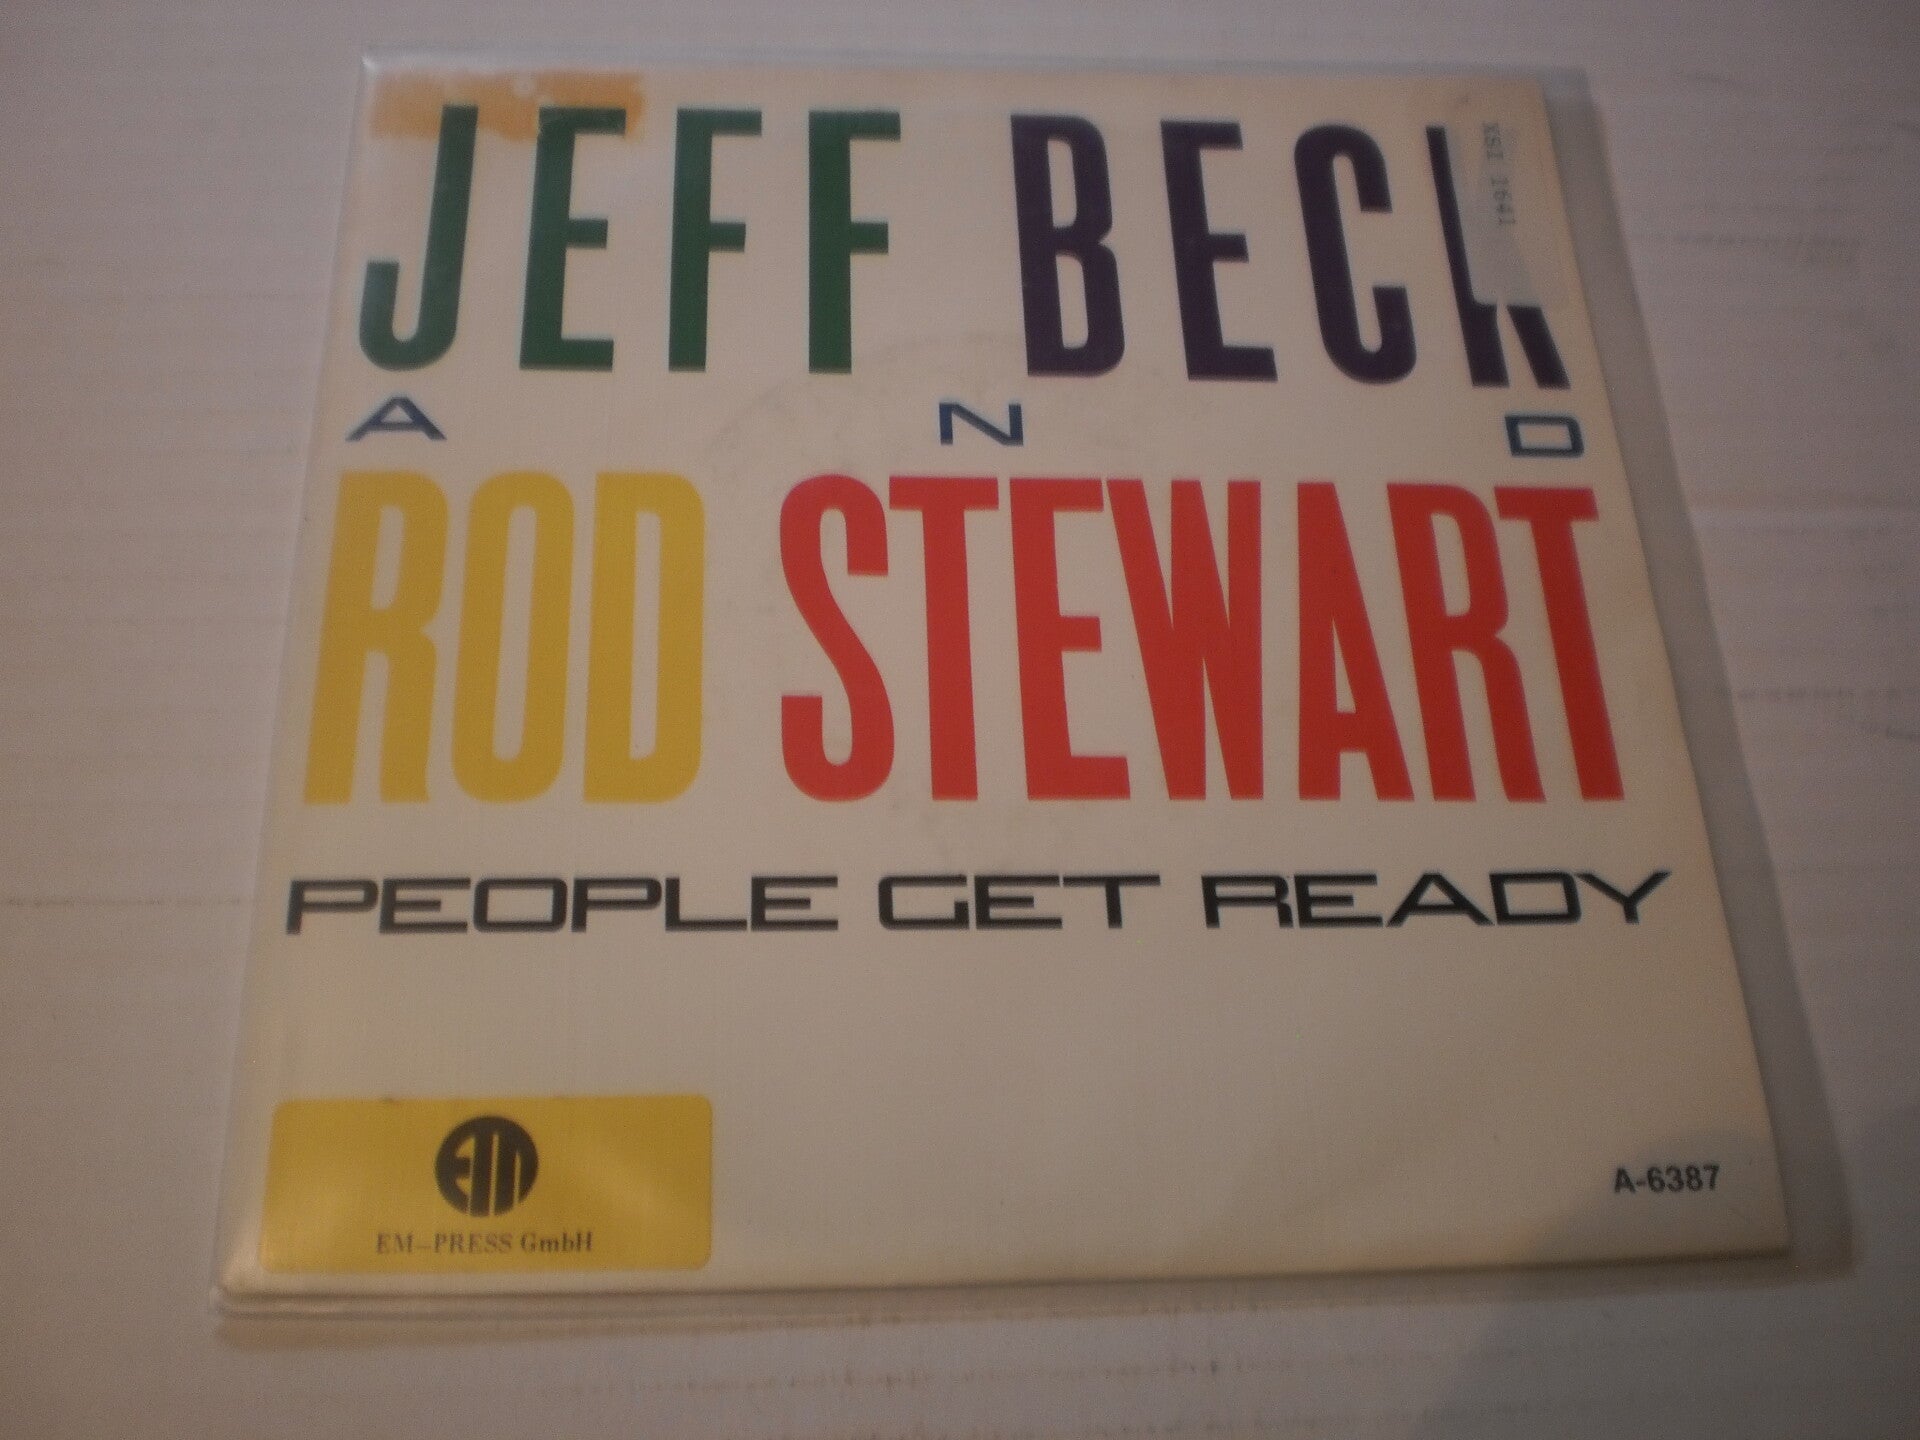 JEFF BECK
AND
ROD STEWART
PEOPLE GET READY
EM
EM-PRESS GmbH
A-6387